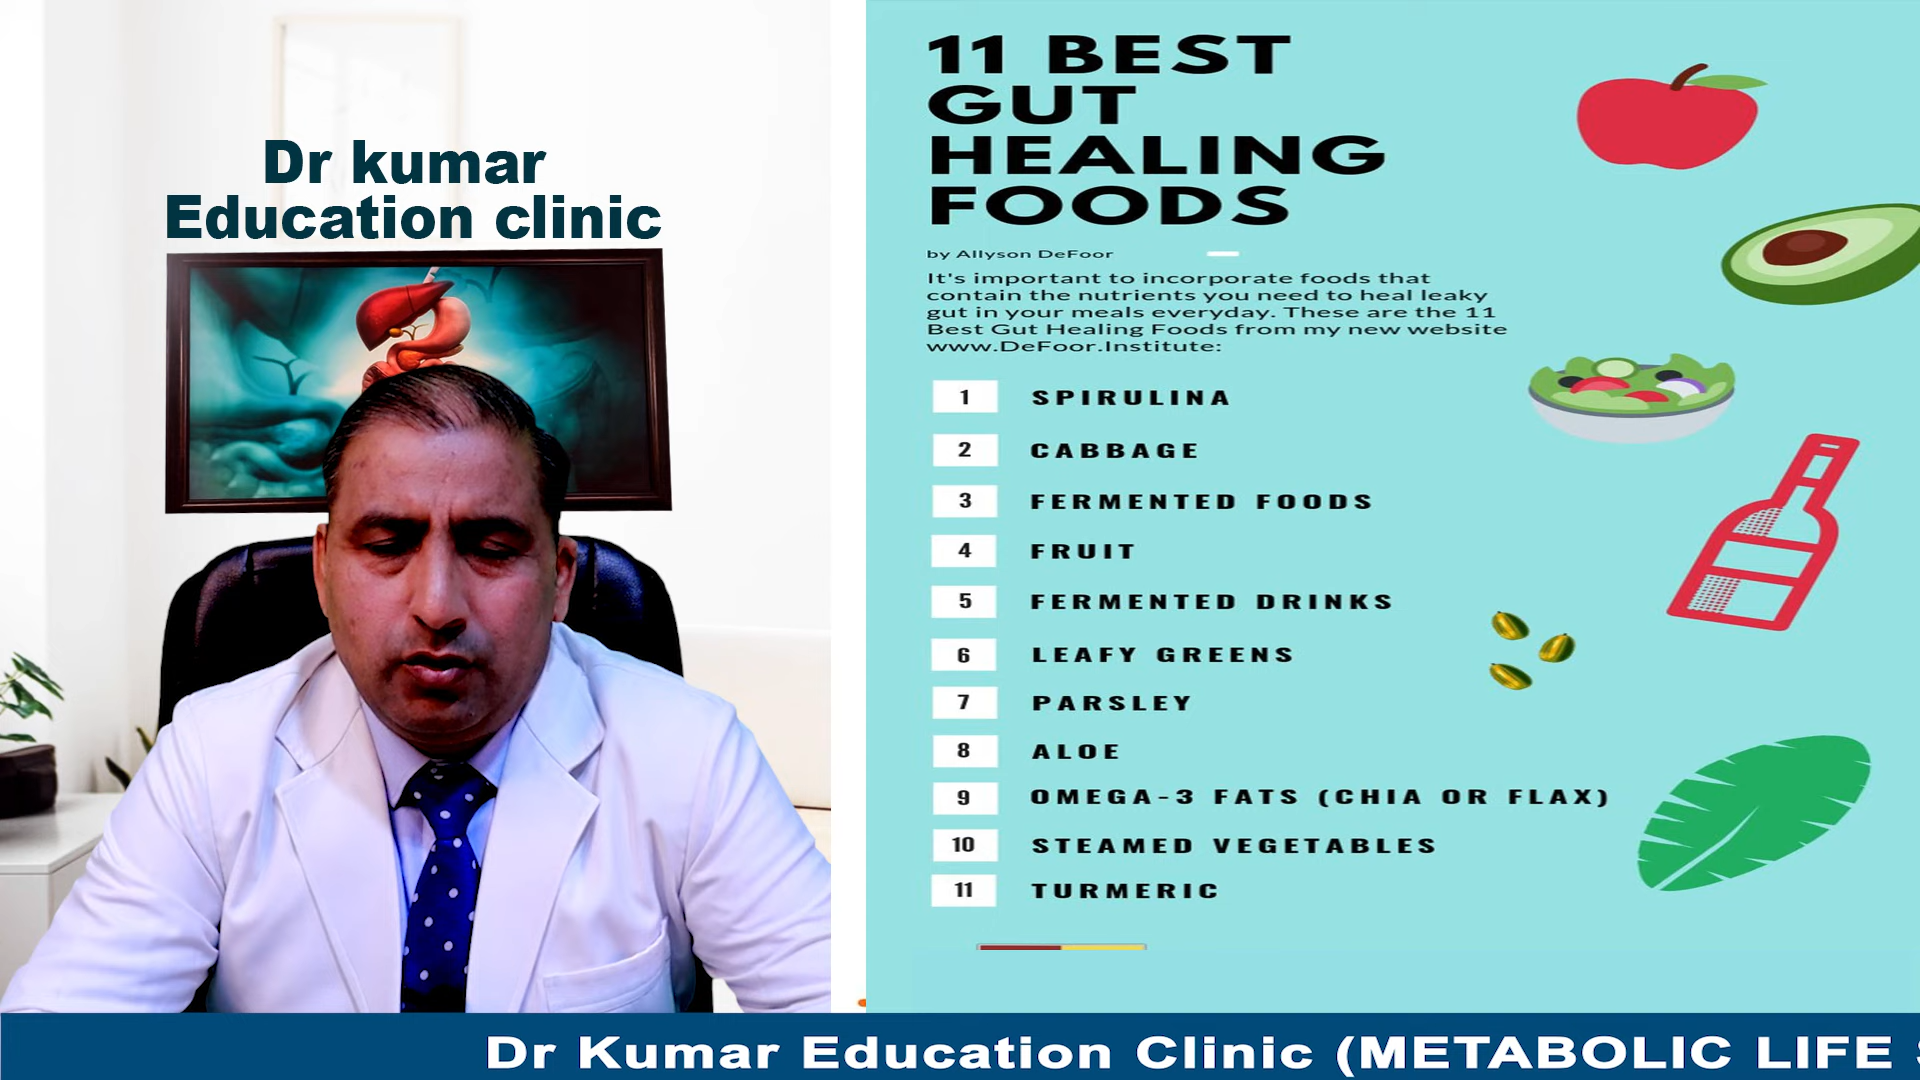 Dr kumar
Education clinic
11 BEST
GUT
HEALING
FOODS
by Allyson DeFoor
It's important to incorporate foods that
contain the nutrients you need to heal leaky
gut in your meals everyday. These are the 11
Best Gut Healing Foods from my new website
www.DeFoor.Institute:
1 SPIRULINA
2 CABBAGE
3 FERMENTED FOODS
4 FRUIT
5 FERMENTED DRINKS
6 LEAFY GREENS
7 PARSLEY
8 ALOE
9 OMEGA-3 FATS (CHIA OR FLAX)
10 STEAMED VEGETABLES
11 TURMERIC
Dr Kumar Education Clinic (METABOLIC LIFE